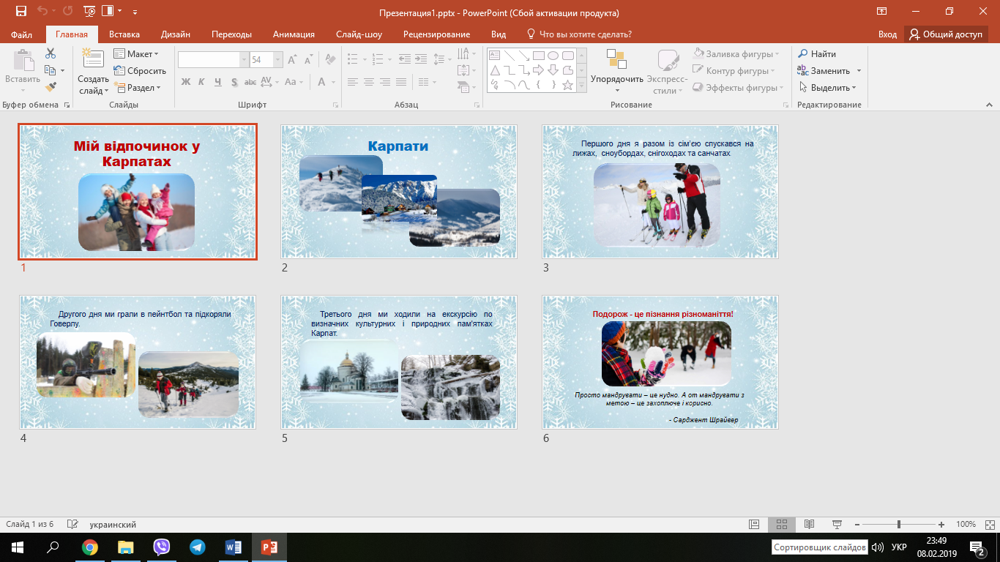 Презентация1.pptx - PowerPoint (Сбой активации продукта)
Файл Главная Вставка Дизайн Переходы Анимация Слайд-шоу Рецензирование Вид Что вы хотите сделать? Вход Общий доступ
Вставить
Создать слайд
Макет
Сбросить
Раздел
54
Ж К Ч S abc AV Aa A
Упорядочить
Экспресс-стили
Заливка фигуры
Контур фигуры
Эффекты фигуры
Найти
Заменить
Выделить
Буфер обмена Слайды Шрифт Абзац Рисование Редактирование
Мій відпочинок у
Карпатах
1
Карпати
2
Першого дня я разом із сім'єю спускався на
лижах, сноубордах, снігоходах та санчатах
3
Другого дня ми грали в пейнтбол та підкоряли
Говерлу.
4
Третього дня ми ходили на екскурсію по
визначних культурних і природних пам'ятках
Карпат.
5
Подорож - це пізнання різноманіття!
Просто мандрувати – це нудно. А от мандрувати з
метою – це захоплюче і корисно.
- Сарджент Шрайвер
6
Слайд 1 из 6 украинский 100%
Сортировщик слайдов
УКР
23:49
08.02.2019
2